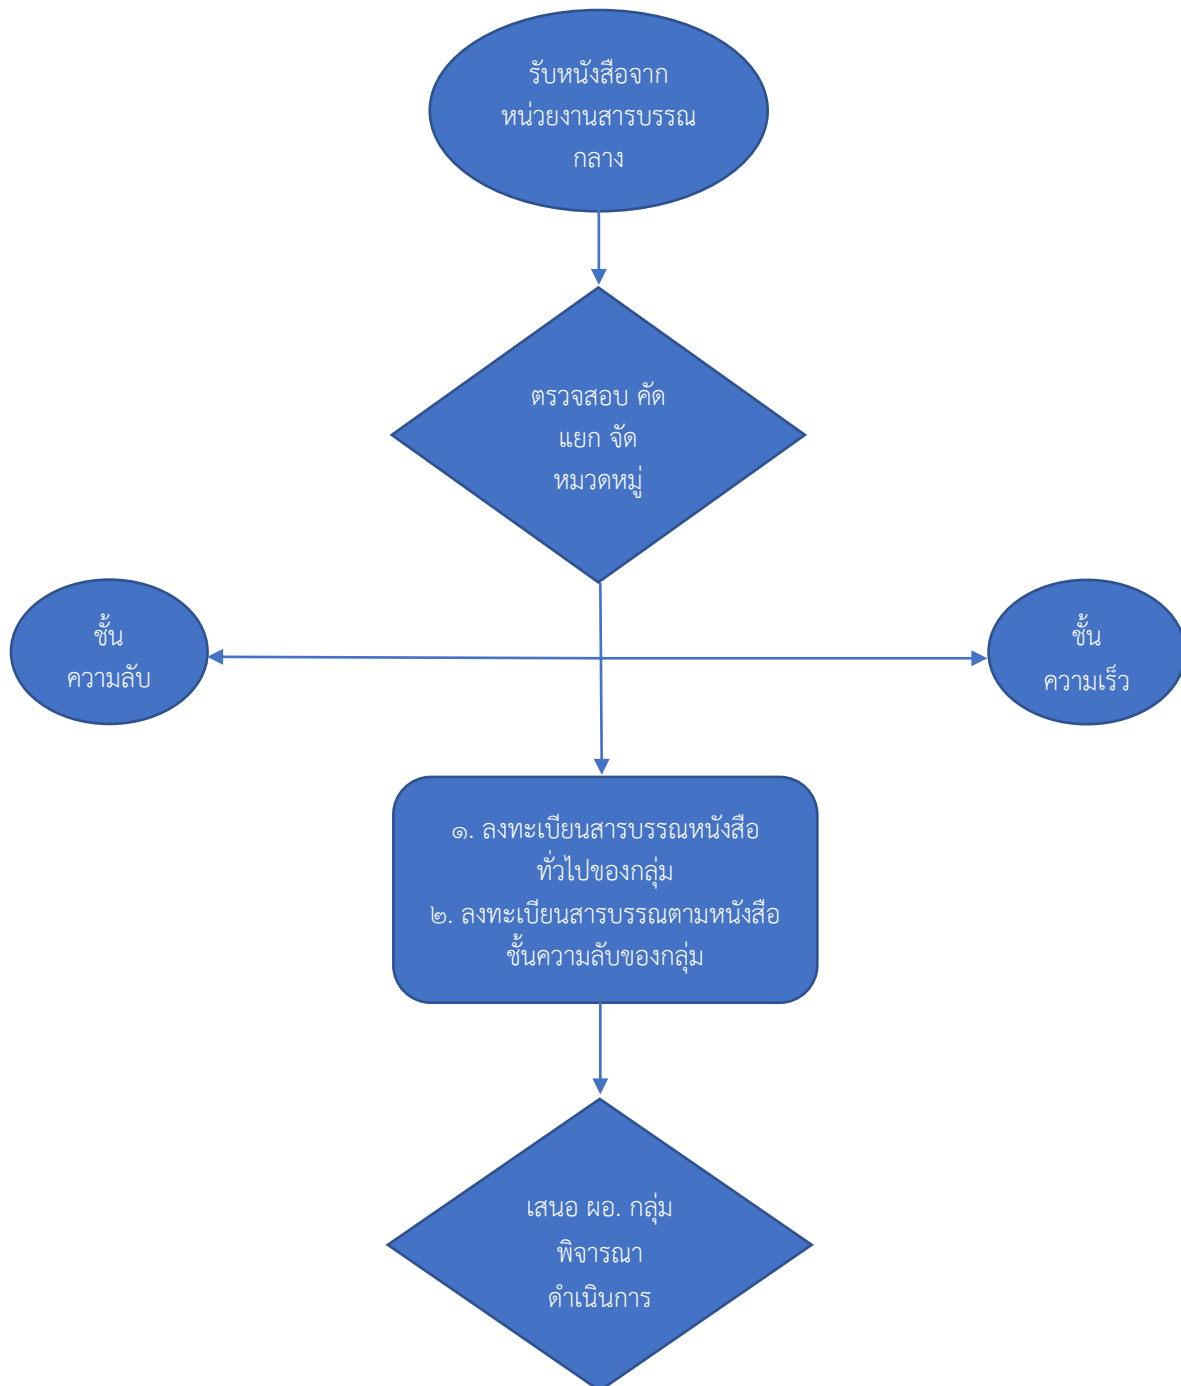 รับหนังสือจาก
หน่วยงานสารบรรณ
กลาง
ตรวจสอบ คัด
แยก จัด
หมวดหมู่
ชั้น
ความลับ
ชั้น
ความเร็ว
๑. ลงทะเบียนสารบรรณหนังสือ
ทั่วไปของกลุ่ม
๒. ลงทะเบียนสารบรรณตามหนังสือ
ชั้นความลับของกลุ่ม
เสนอ ผอ. กลุ่ม
พิจารณา
ดำเนินการ